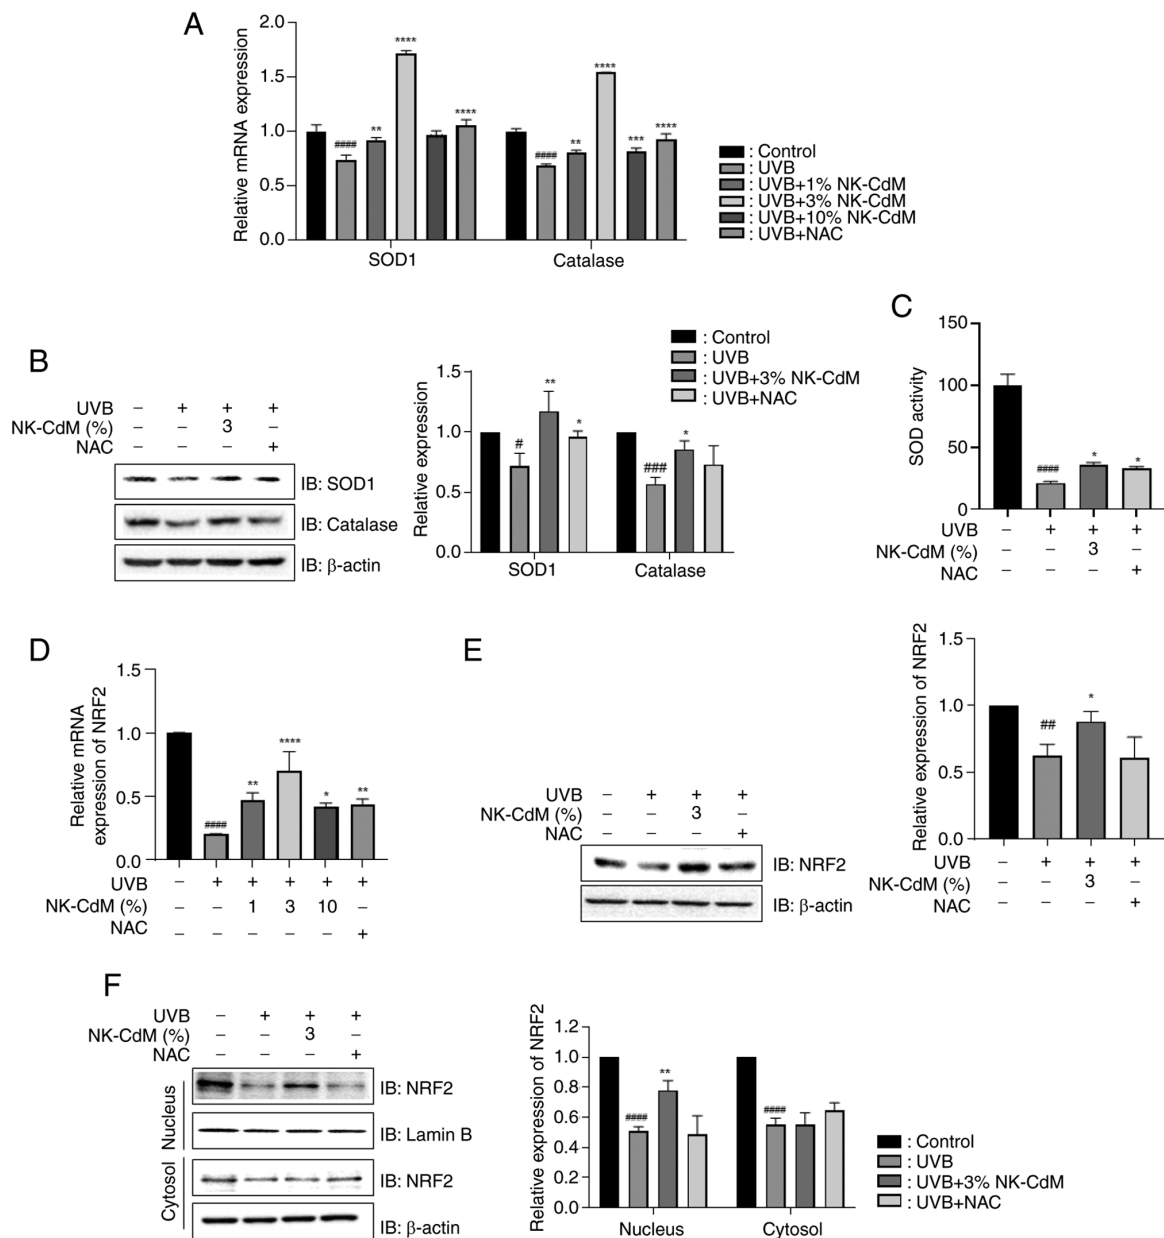 A
2.0
1.5
1.0
0.5
0.0
Relative mRNA expression
#### ** **** ****
#### ** **** *** ****
SOD1 Catalase
: Control
: UVB
: UVB+1% NK-CdM
: UVB+3% NK-CdM
: UVB+10% NK-CdM
: UVB+NAC
B
UVB – + + +
NK-CdM (%) – – 3 –
NAC – – – +
IB: SOD1
IB: Catalase
IB: β-actin
1.5
1.0
0.5
0.0
Relative expression
# ** *
### *
SOD1 Catalase
: Control
: UVB
: UVB+3% NK-CdM
: UVB+NAC
C
150
100
50
0
SOD activity
#### * *
UVB – + + +
NK-CdM (%) – – 3 –
NAC – – – +
D
1.5
1.0
0.5
0.0
Relative mRNA
expression of NRF2
#### ** **** * **
UVB – + + + + +
NK-CdM (%) – – 1 3 10 –
NAC – – – – – +
E
UVB – + + +
NK-CdM (%) – – 3 –
NAC – – – +
IB: NRF2
IB: β-actin
1.5
1.0
0.5
0.0
Relative expression of NRF2
## *
UVB – + + +
NK-CdM (%) – – 3 –
NAC – – – +
F
UVB – + + +
NK-CdM (%) – – 3 –
NAC – – – +
Nucleus
IB: NRF2
IB: Lamin B
Cytosol
IB: NRF2
IB: β-actin
1.2
1.0
0.8
0.6
0.4
0.2
0
Relative expression of NRF2
#### **
####
Nucleus Cytosol
: Control
: UVB
: UVB+3% NK-CdM
: UVB+NAC